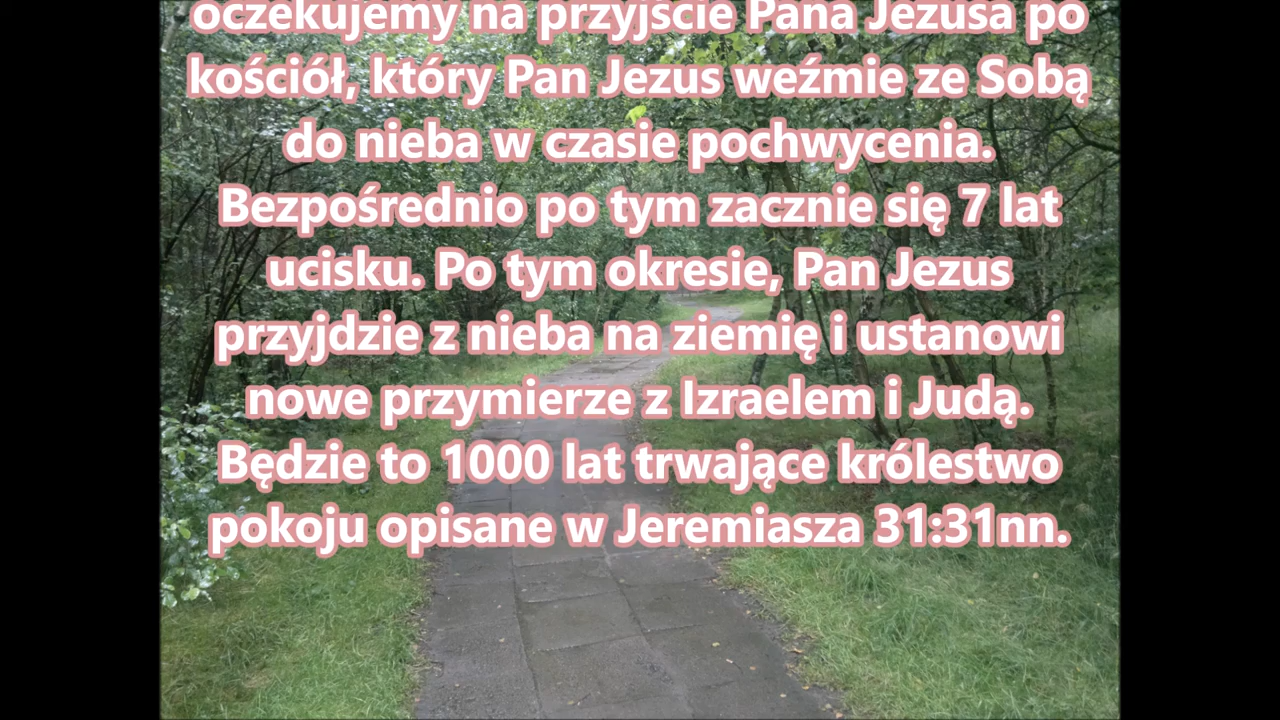 oczekujemy na przyjście Pana Jezusa po
kościół, który Pan Jezus weźmie ze Sobą
do nieba w czasie pochwycenia.
Bezpośrednio po tym zacznie się 7 lat
ucisku. Po tym okresie, Pan Jezus
przyjdzie z nieba na ziemię i ustanowi
nowe przymierze z Izraelem i Judą.
Będzie to 1000 lat trwające królestwo
pokoju opisane w Jeremiasza 31:31nn.